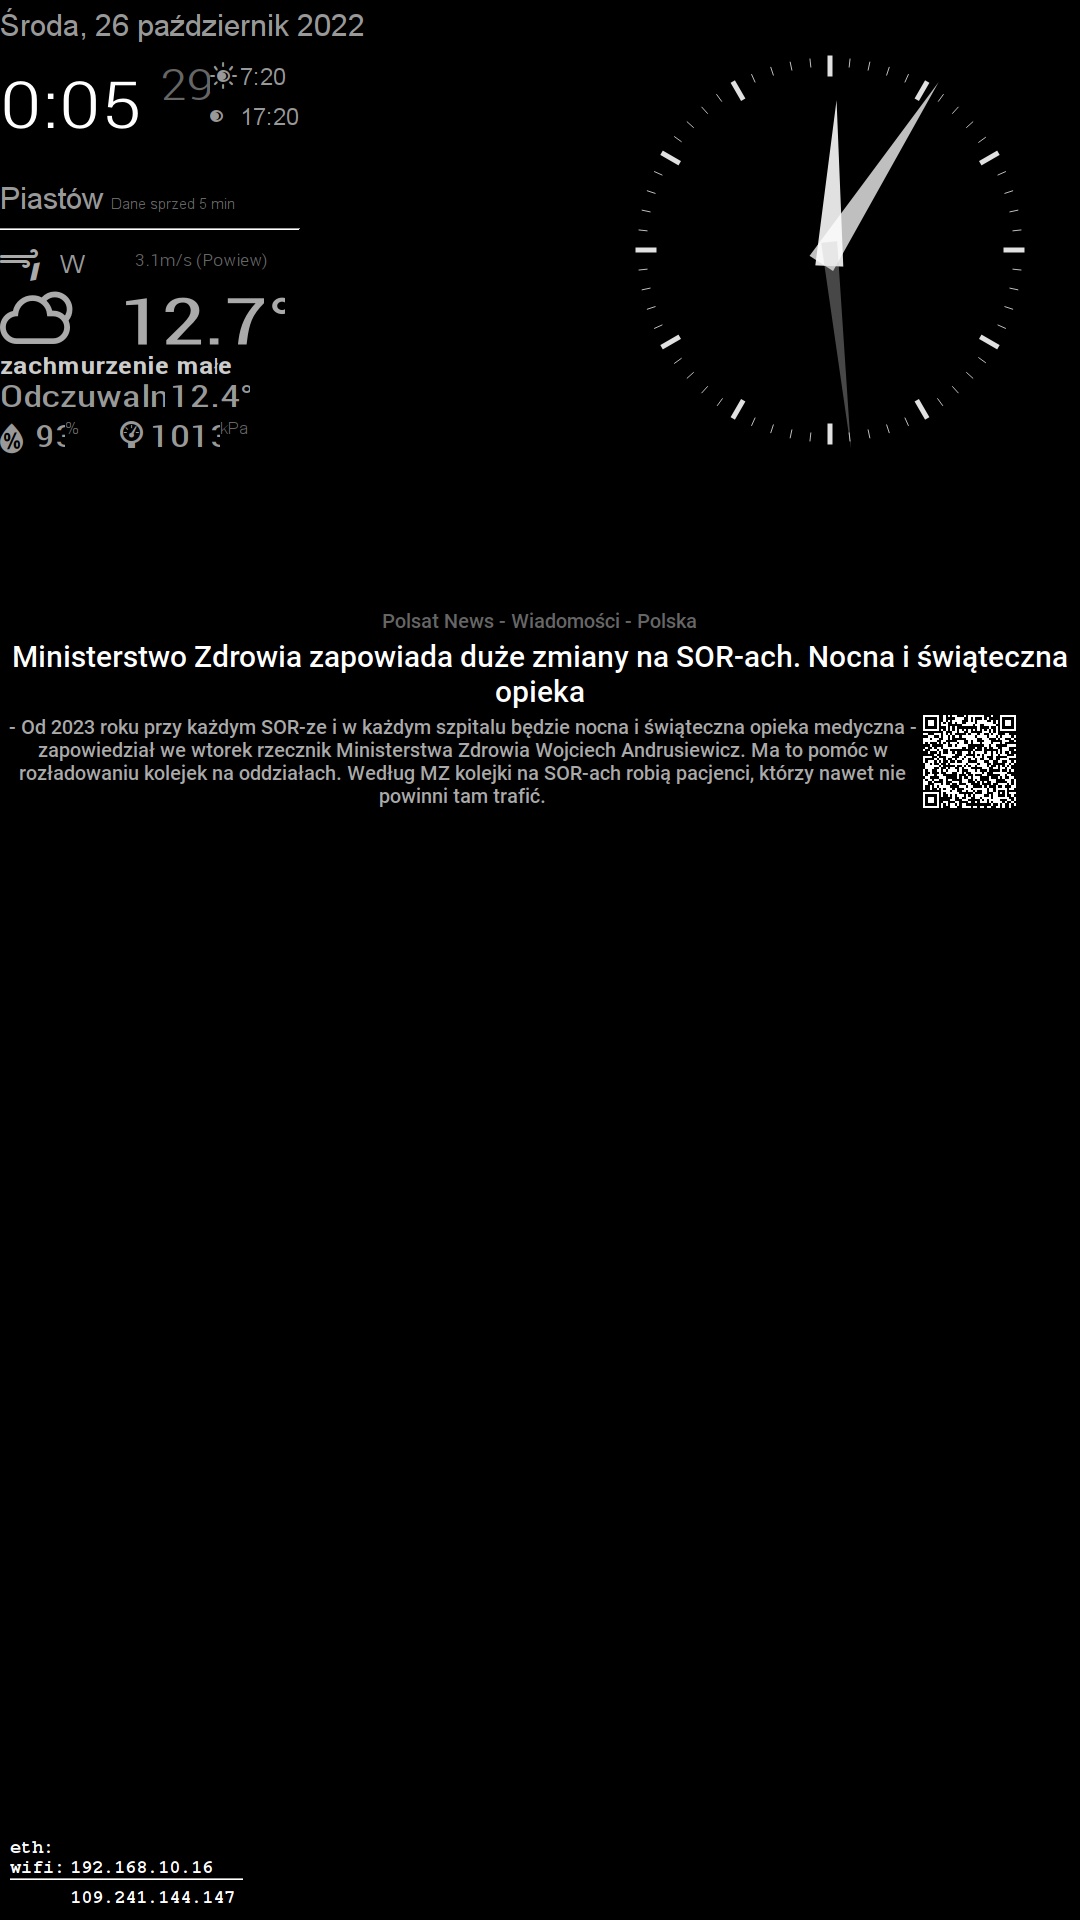 Środa, 26 październik 2022
0:05 29 7:20
17:20
Piastów Dane sprzed 5 min
W 3.1m/s (Powiew)
12.7°
zachmurzenie małe
Odczuwaln 12.4°
% 93 % 1013 kPa
Polsat News - Wiadomości - Polska
Ministerstwo Zdrowia zapowiada duże zmiany na SOR-ach. Nocna i świąteczna
opieka
- Od 2023 roku przy każdym SOR-ze i w każdym szpitalu będzie nocna i świąteczna opieka medyczna -
zapowiedział we wtorek rzecznik Ministerstwa Zdrowia Wojciech Andrusiewicz. Ma to pomóc w
rozładowaniu kolejek na oddziałach. Według MZ kolejki na SOR-ach robią pacjenci, którzy nawet nie
powinni tam trafić.
eth:
wifi: 192.168.10.16
109.241.144.147